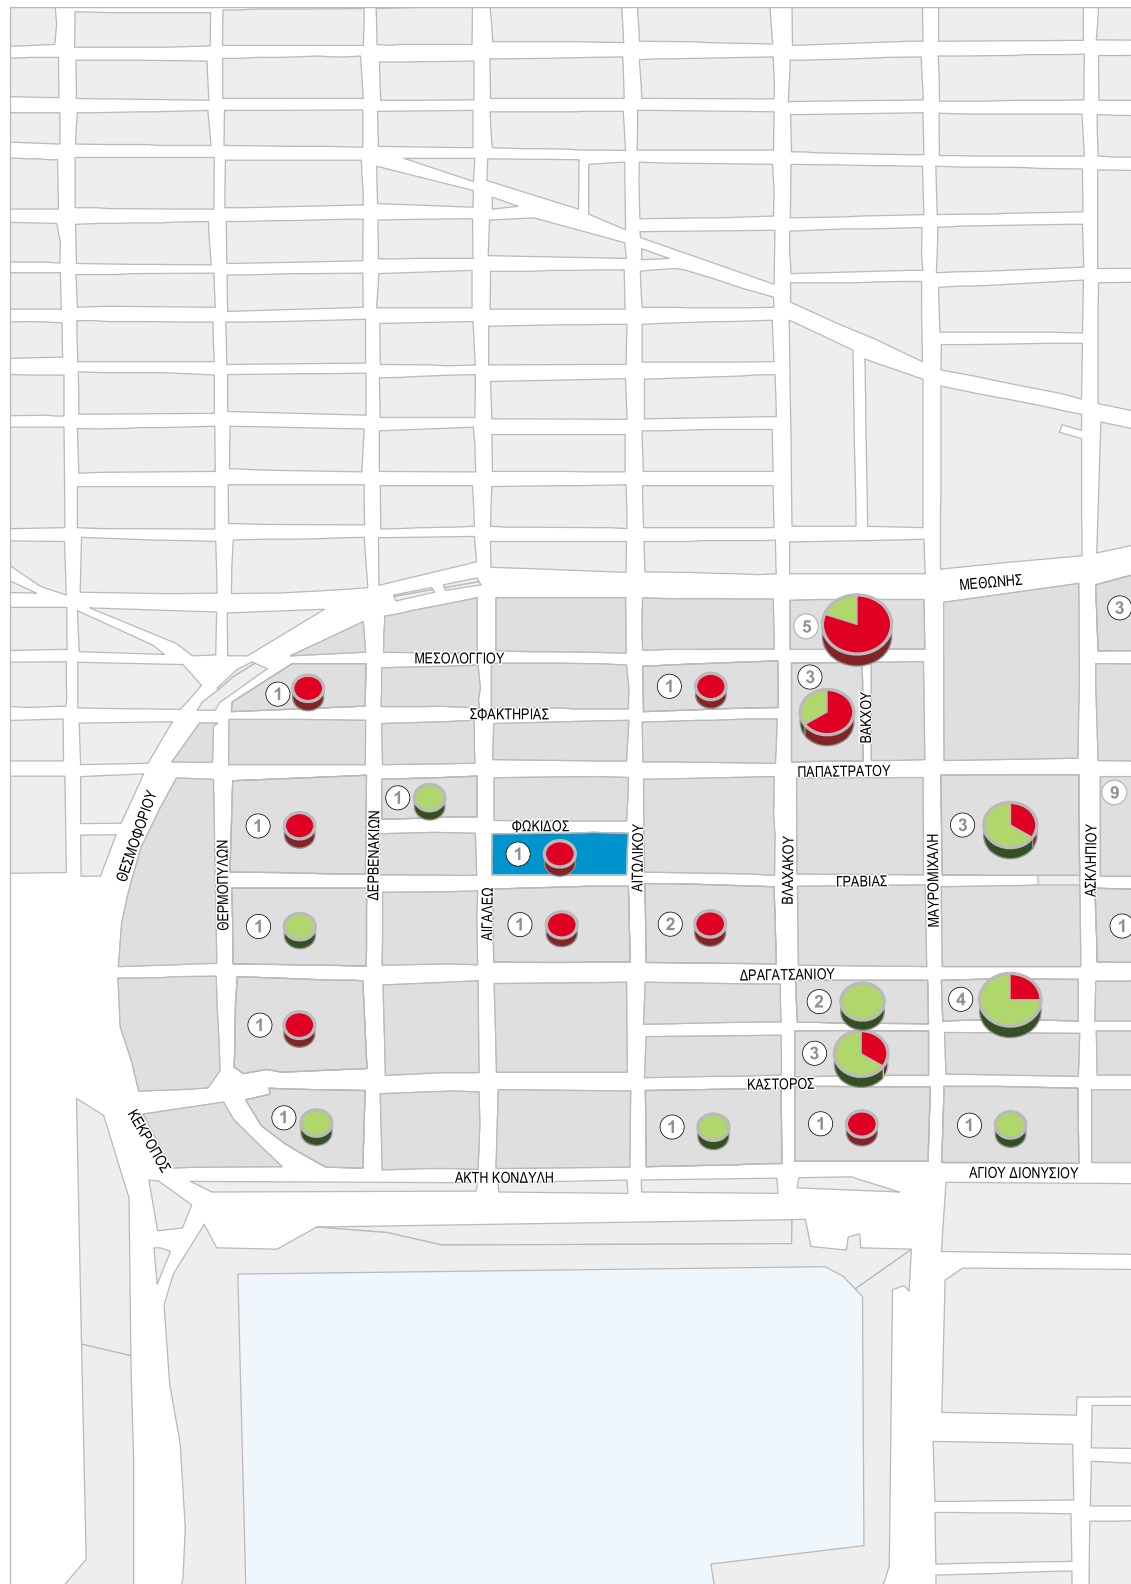 ΜΕΘΩΝΗΣ
3
5
ΜΕΣΟΛΟΓΓΙΟΥ
1
1
3
ΣΦΑΚΤΗΡΙΑΣ
ΒΑΚΧΟΥ
ΠΑΠΑΣΤΡΑΤΟΥ
9
1
ΘΕΣΜΟΦΟΡΙΟΥ
1
ΦΩΚΙΔΟΣ
3
ΔΕΡΒΕΝΑΚΙΩΝ
1
ΑΙΤΩΛΙΚΟΥ
ΒΛΑΧΑΚΟΥ
ΑΣΚΛΗΠΙΟΥ
ΘΕΡΜΟΠΥΛΩΝ
ΓΡΑΒΙΑΣ
ΜΑΥΡΟΜΙΧΑΛΗ
ΑΙΓΑΛΕΩ
1
1
2
1
ΔΡΑΓΑΤΣΑΝΙΟΥ
2
4
1
3
ΚΑΣΤΟΡΟΣ
1
1
1
1
ΚΕΚΡΟΠΟΣ
ΑΚΤΗ ΚΟΝΔΥΛΗ
ΑΓΙΟΥ ΔΙΟΝΥΣΙΟΥ